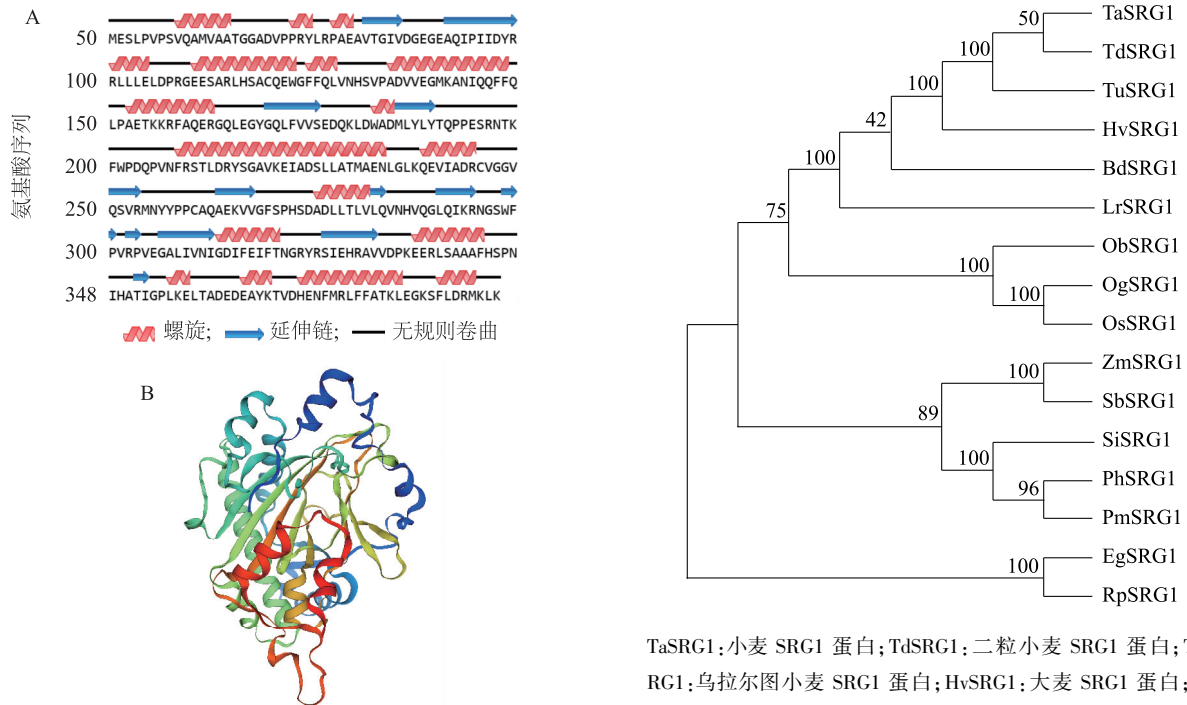 A
氨基酸序列
50
MESLPVPSVQAMVAATGGADVPPRYLRPAEAVTGIVDGEGEAQIPIIDYR
100
RLLLELDPRGEESARLHSACQEWGFFQLVNHSVPADVVEGMKANIQQFFQ
150
LPAETKKRFAQERGQLEGYGQLFVVSEDQKLDWADMLYLYTQPPESRNTK
200
FWPDQPVNFRSTLDRYSGAVKEIADSLLATMAENLGLKQEVIADRCVGGV
250
QSVRMNYYPPCAQAEKVVGFSPHSDADLLTLVLQVNHVQGLQIKRNGSWF
300
PVRPVEGALIVNIGDIFEIFTNGRYRSIEHRAVVDPKEERLSAAAFHSPN
348
IHATIGPLKELTADEDEAYKTVDHENFMRLFFATKLEGKSFLDRMKLK
螺旋; 延伸链; 无规则卷曲
B
50
TaSRG1
TdSRG1
100
TuSRG1
100
HvSRG1
42
BdSRG1
100
LrSRG1
75
ObSRG1
100
OgSRG1
100
OsSRG1
ZmSRG1
100
SbSRG1
89
SiSRG1
100
PhSRG1
96
PmSRG1
EgSRG1
100
RpSRG1
TaSRG1:小麦 SRG1 蛋白;TdSRG1:二粒小麦 SRG1 蛋白;
RG1:乌拉尔图小麦 SRG1 蛋白;HvSRG1:大麦 SRG1 蛋白;